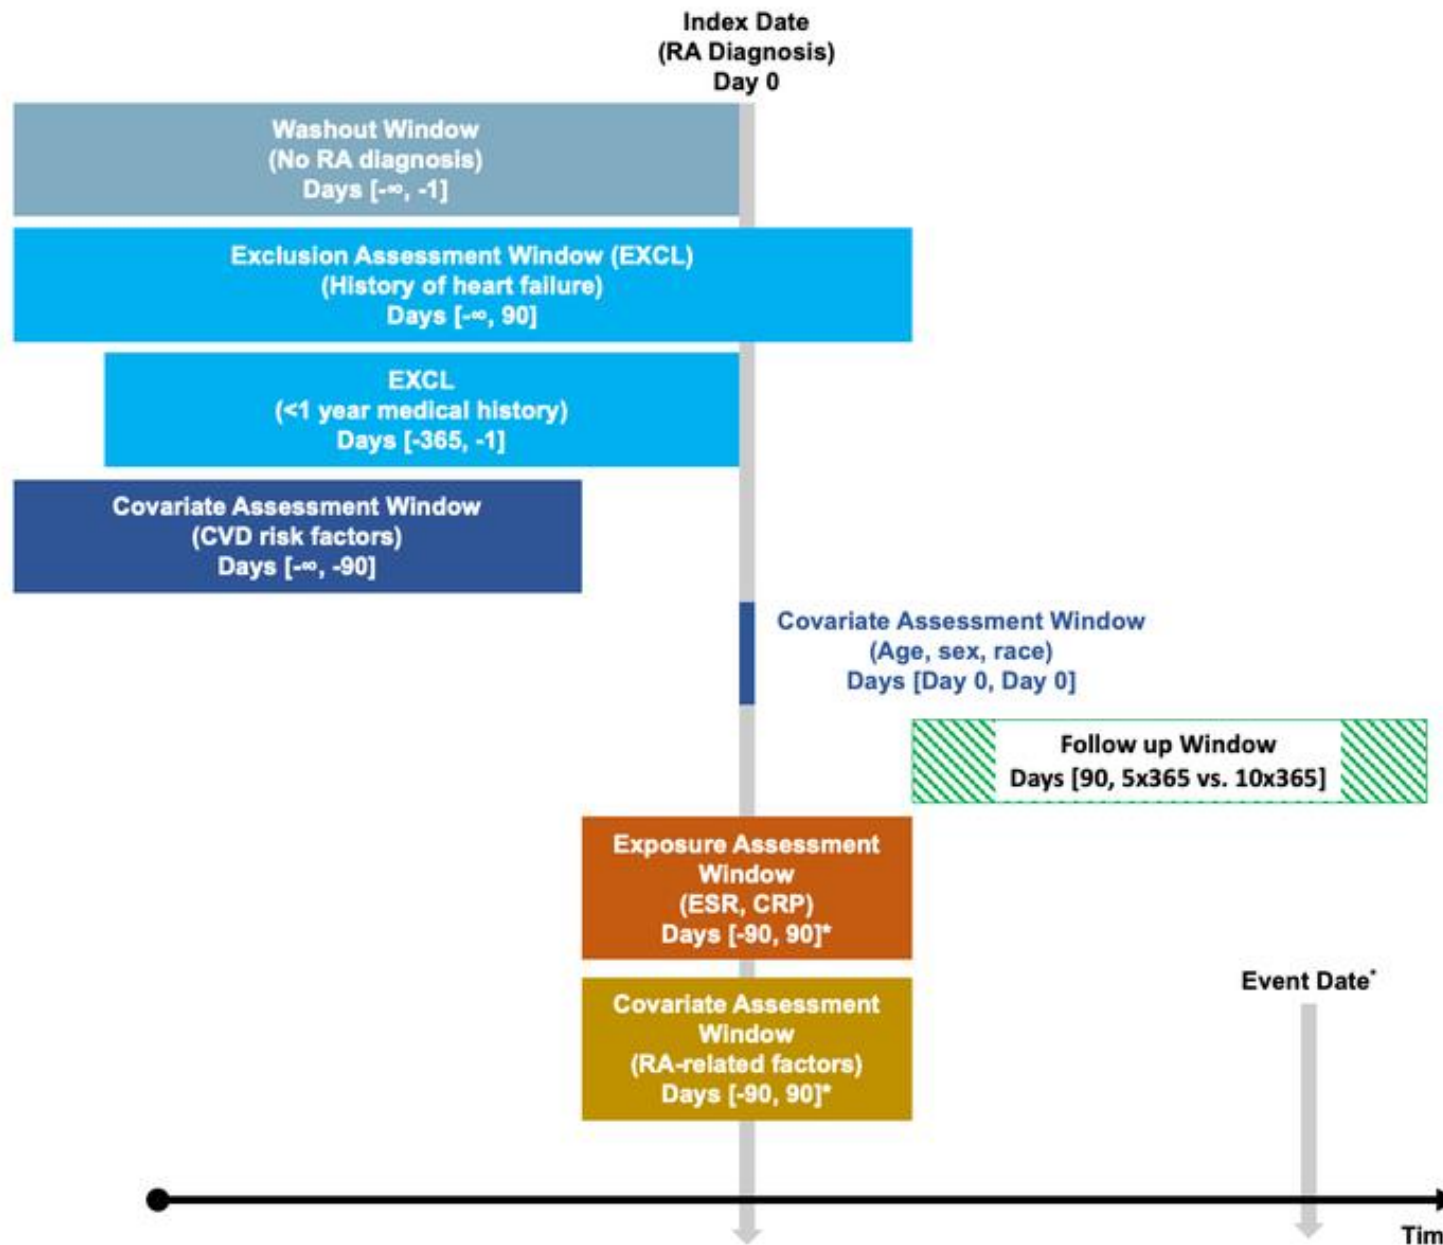 Index Date
(RA Diagnosis)
Day 0
Washout Window
(No RA diagnosis)
Days [-∞, -1]
Exclusion Assessment Window (EXCL)
(History of heart failure)
Days [-∞, 90]
EXCL
(<1 year medical history)
Days [-365, -1]
Covariate Assessment Window
(CVD risk factors)
Days [-∞, -90]
Covariate Assessment Window
(Age, sex, race)
Days [Day 0, Day 0]
Follow up Window
Days [90, 5x365 vs. 10x365]
Exposure Assessment
Window
(ESR, CRP)
Days [-90, 90]*
Covariate Assessment
Window
(RA-related factors)
Days [-90, 90]*
Event Date*
Tim